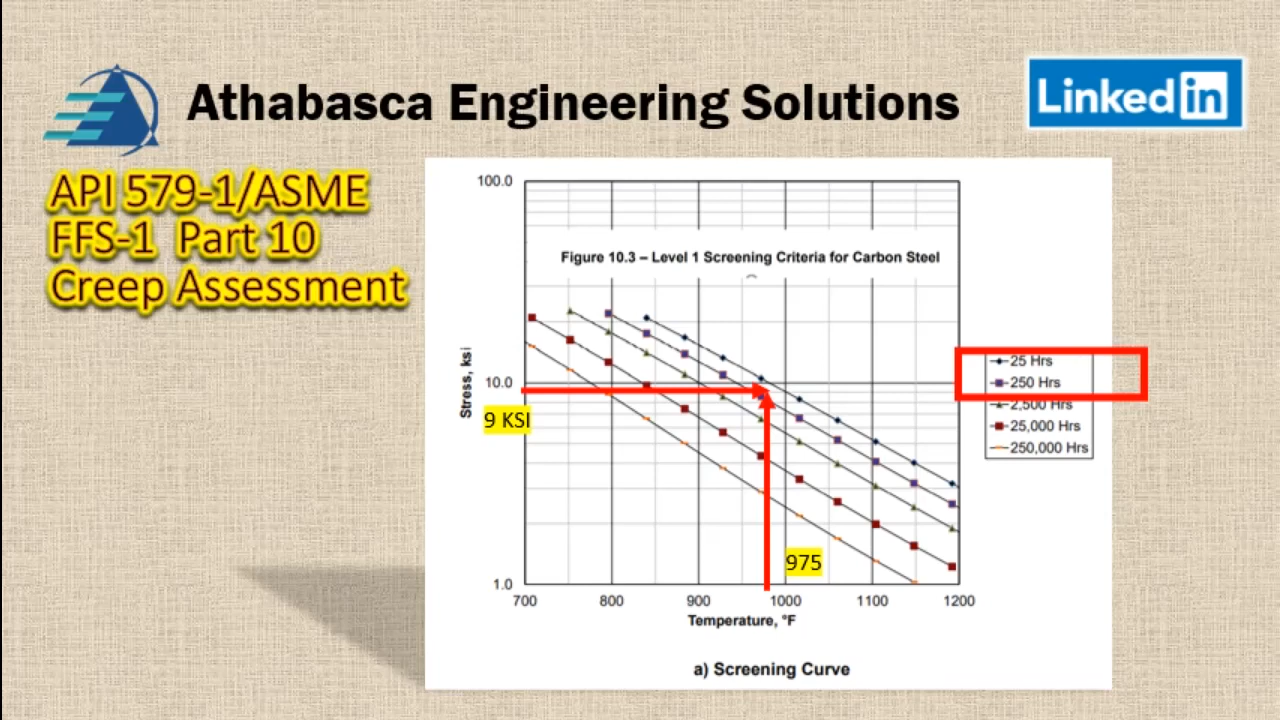 Athabasca Engineering Solutions
Linked in
API 579-1/ASME
FFS-1 Part 10
Creep Assessment
Figure 10.3 – Level 1 Screening Criteria for Carbon Steel
100.0
10.0
1.0
Stress, ksi
9 KSI
975
25 Hrs
250 Hrs
2,500 Hrs
25,000 Hrs
250,000 Hrs
700 800 900 1000 1100 1200
Temperature, °F
a) Screening Curve